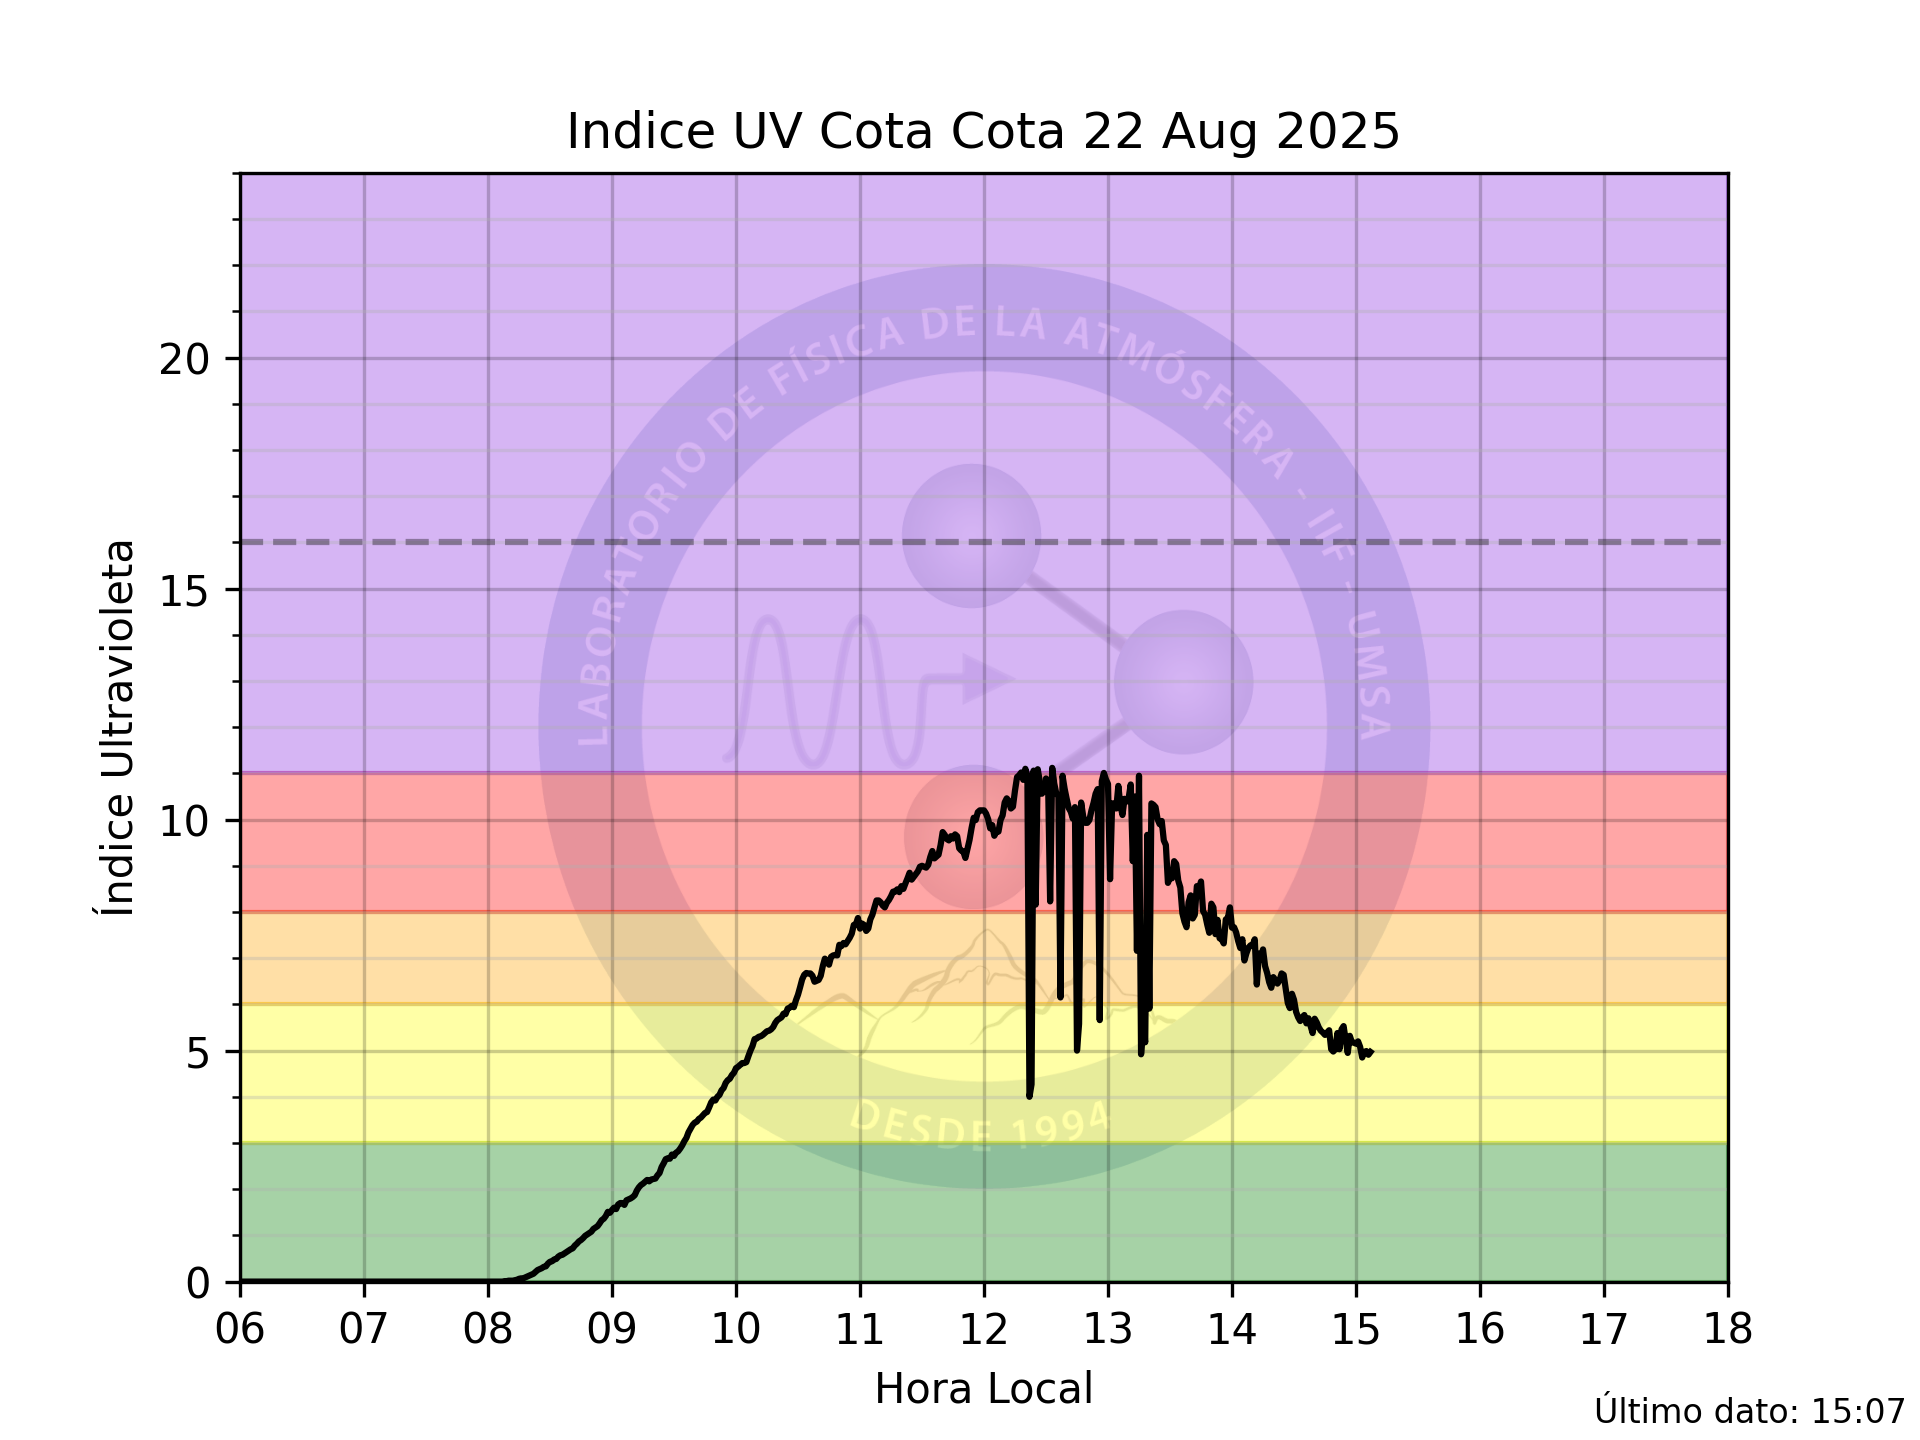 Indice UV Cota Cota 22 Aug 2025
Índice Ultravioleta
20
15
10
5
0
LABORATORIO DE FÍSICA DE LA ATMÓSFERA - IIF - UMSA
DESDE 1994
06 07 08 09 10 11 12 13 14 15 16 17 18
Hora Local
Último dato: 15:07